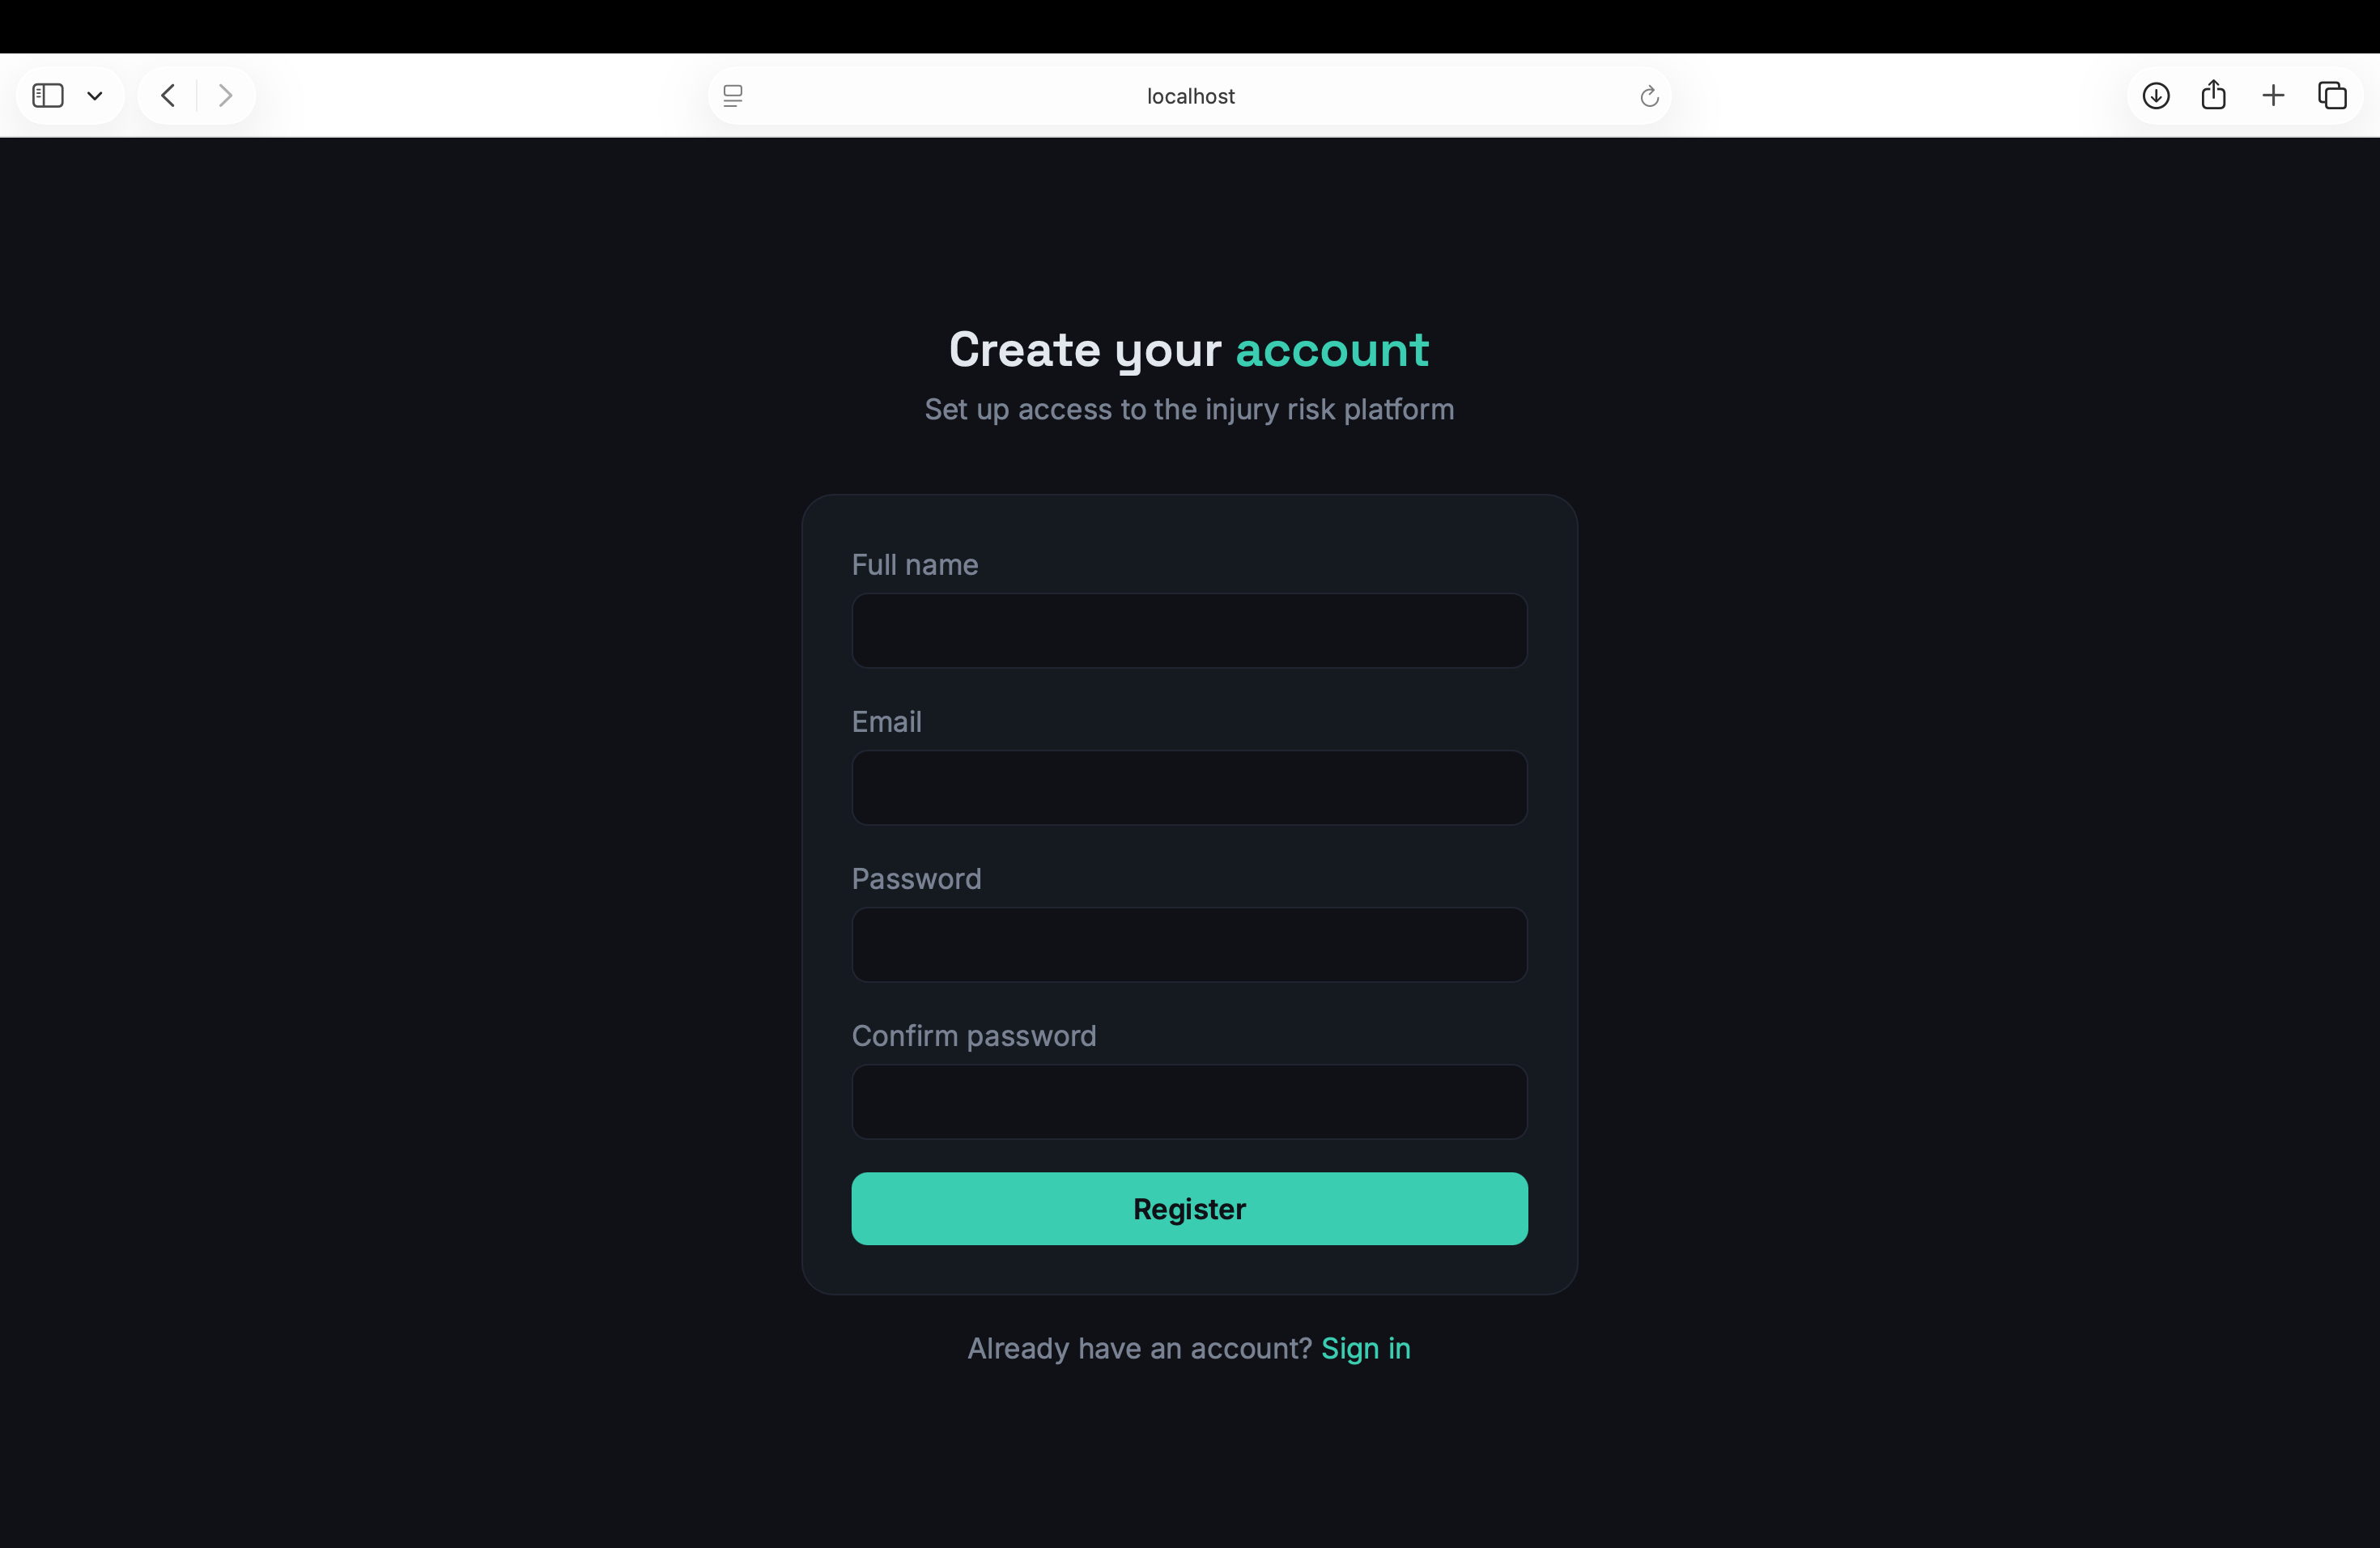 localhost
Create your account
Set up access to the injury risk platform
Full name
Email
Password
Confirm password
Register
Already have an account? Sign in